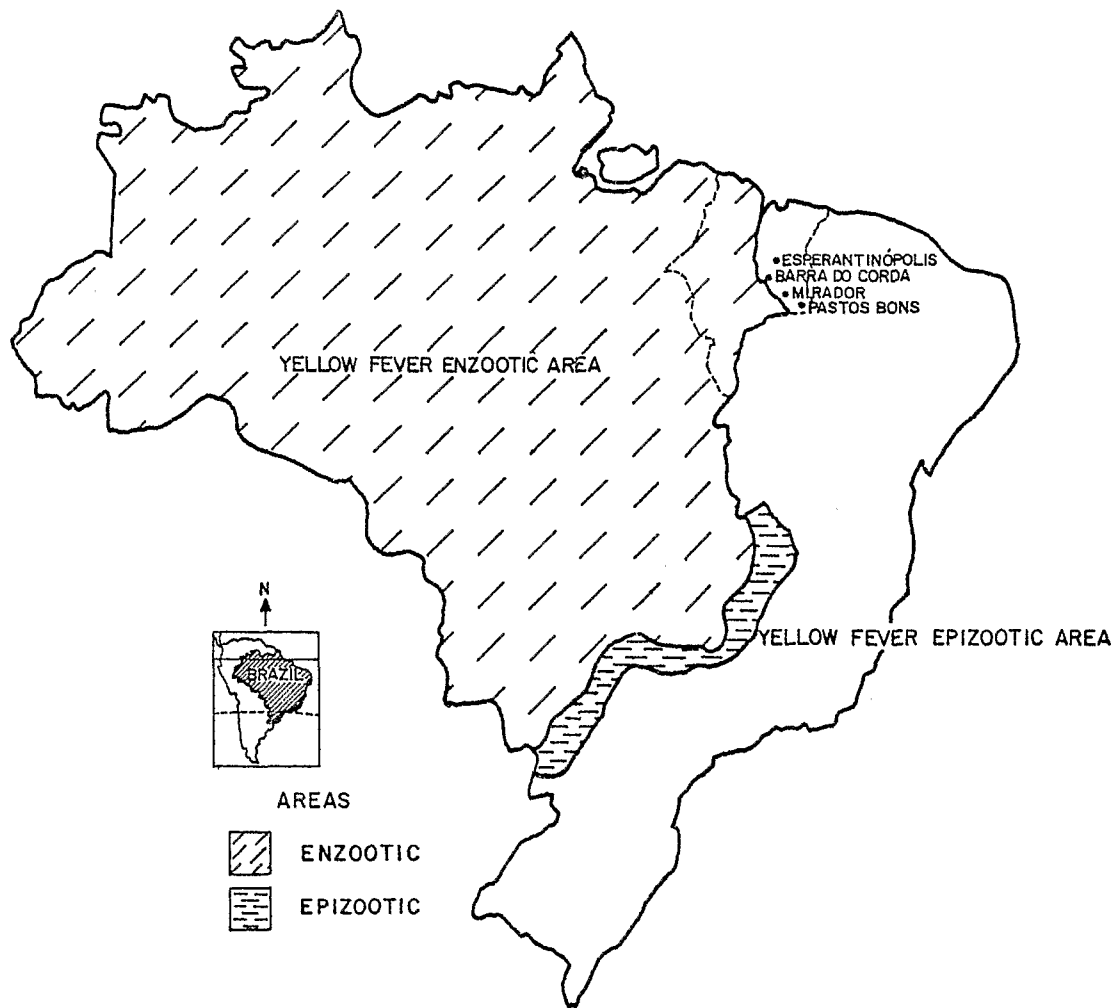 ESPERANTINÓPOLIS
BARRA DO CORDA
MIRADOR
PASTOS BONS
YELLOW FEVER ENZOOTIC AREA
YELLOW FEVER EPIZOOTIC AREA
N
BRAZIL
AREAS
ENZOOTIC
EPIZOOTIC